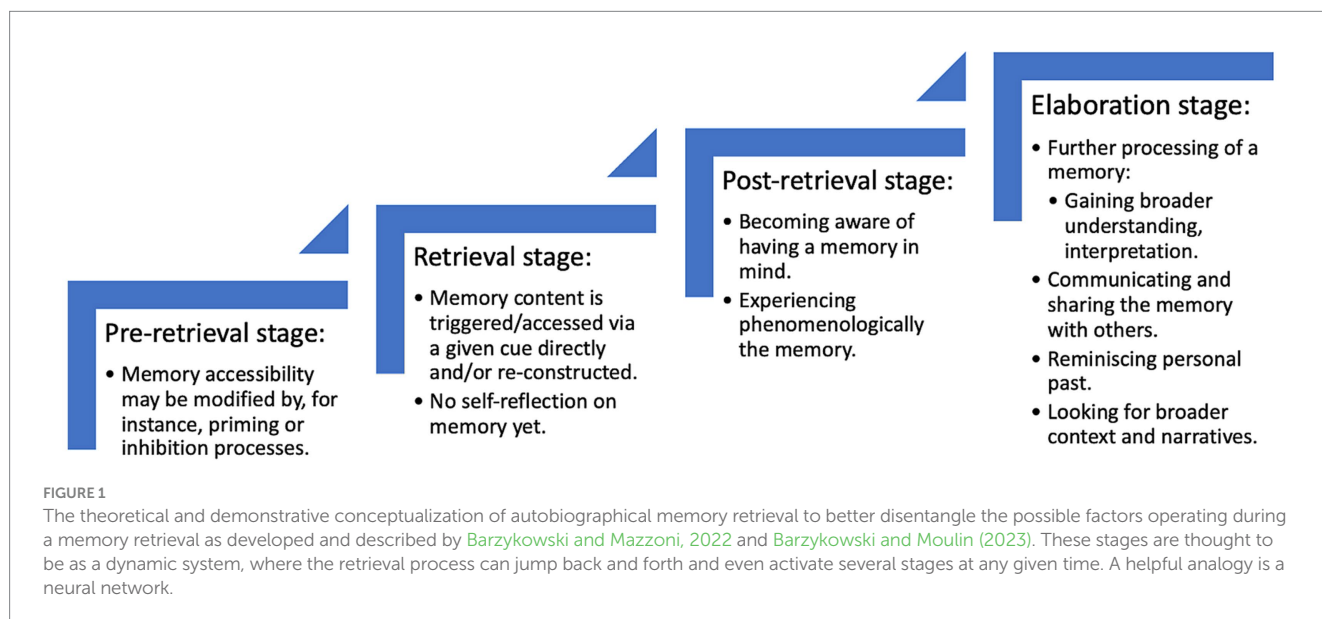 Pre-retrieval stage:
• Memory accessibility
may be modified by, for
instance, priming or
inhibition processes.
Retrieval stage:
• Memory content is
triggered/accessed via
a given cue directly
and/or re-constructed.
• No self-reflection on
memory yet.
Post-retrieval stage:
• Becoming aware of
having a memory in
mind.
• Experiencing
phenomenologically
the memory.
Elaboration stage:
• Further processing of a
memory:
• Gaining broader
understanding,
interpretation.
• Communicating and
sharing the memory
with others.
• Reminiscing personal
past.
• Looking for broader
context and narratives.
FIGURE 1
The theoretical and demonstrative conceptualization of autobiographical memory retrieval to better disentangle the possible factors operating during
a memory retrieval as developed and described by Barzykowski and Mazzoni, 2022 and Barzykowski and Moulin (2023). These stages are thought to
be as a dynamic system, where the retrieval process can jump back and forth and even activate several stages at any given time. A helpful analogy is a
neural network.